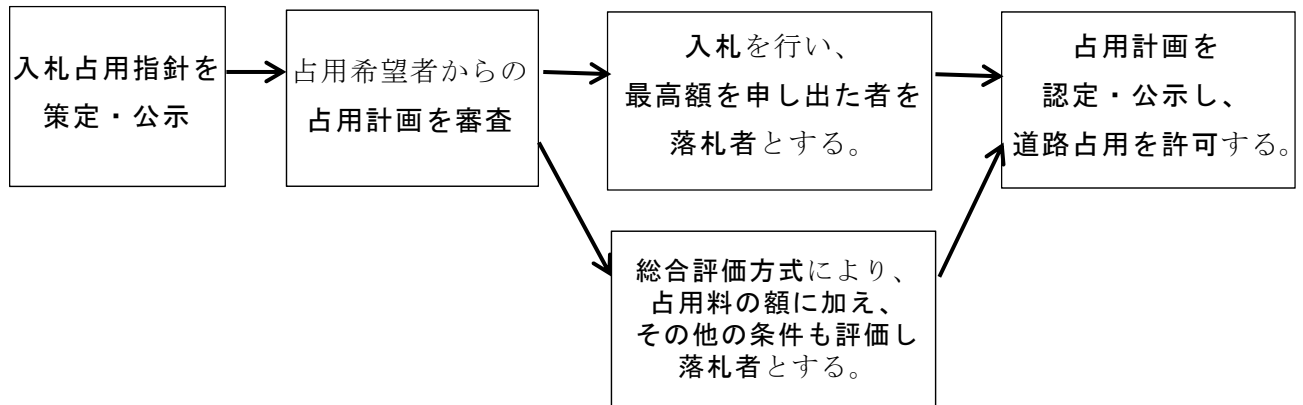 入札占用指針を
策定・公示
占用希望者からの
占用計画を審査
入札を行い、
最高額を申し出た者を
落札者とする。
総合評価方式により、
占用料の額に加え、
その他の条件も評価し
落札者とする。
占用計画を
認定・公示し、
道路占用を許可する。